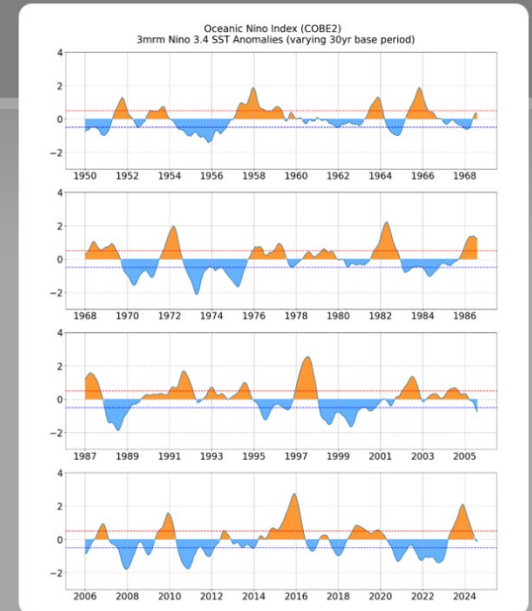 Oceanic Nino Index (COBE2)
3mrm Nino 3.4 SST Anomalies (varying 30yr base period)
4
2
0
−2
1950 1952 1954 1956 1958 1960 1962 1964 1966 1968
4
2
0
−2
1968 1970 1972 1974 1976 1978 1980 1982 1984 1986
4
2
0
−2
1987 1989 1991 1993 1995 1997 1999 2001 2003 2005
4
2
0
−2
2006 2008 2010 2012 2014 2016 2018 2020 2022 2024